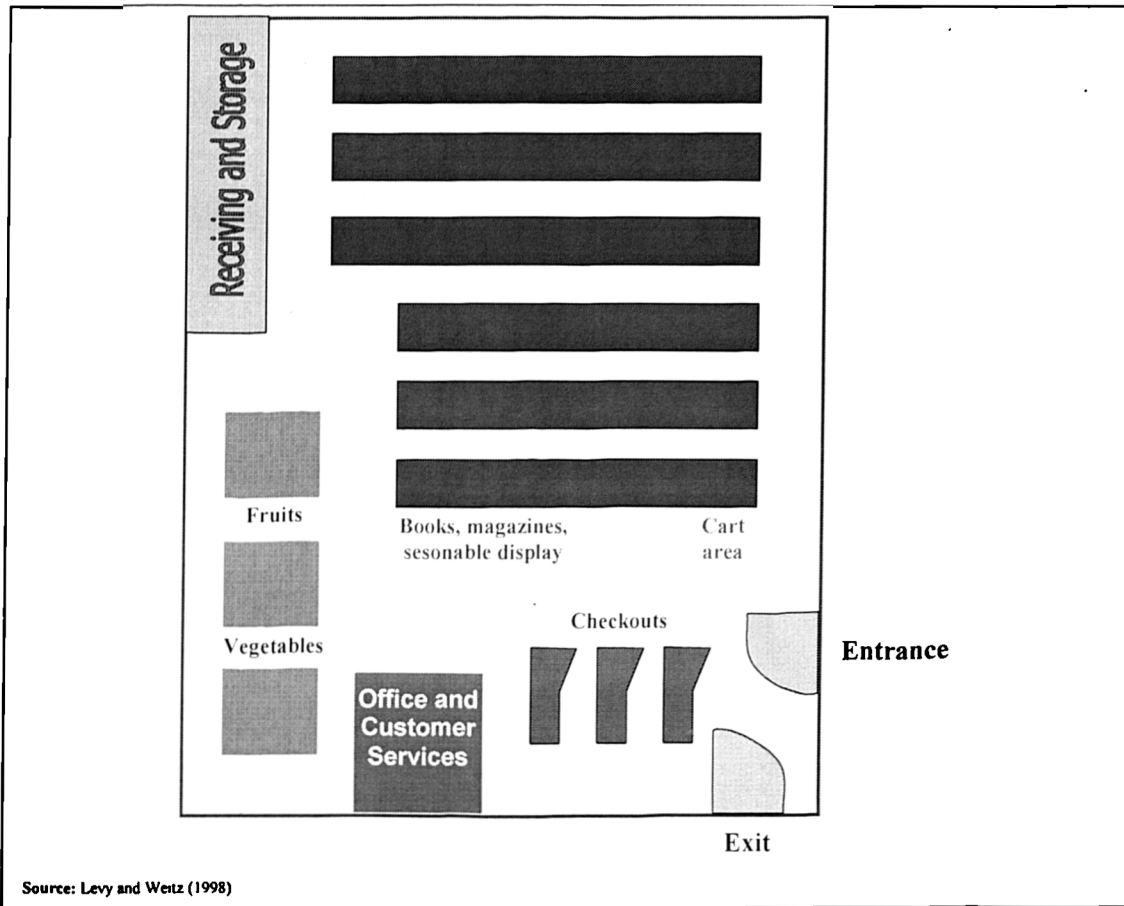 Receiving and Storage
Fruits
Books, magazines,
sesonable display
Cart
area
Vegetables
Checkouts
Entrance
Office and
Customer
Services
Exit
Source: Levy and Weitz (1998)